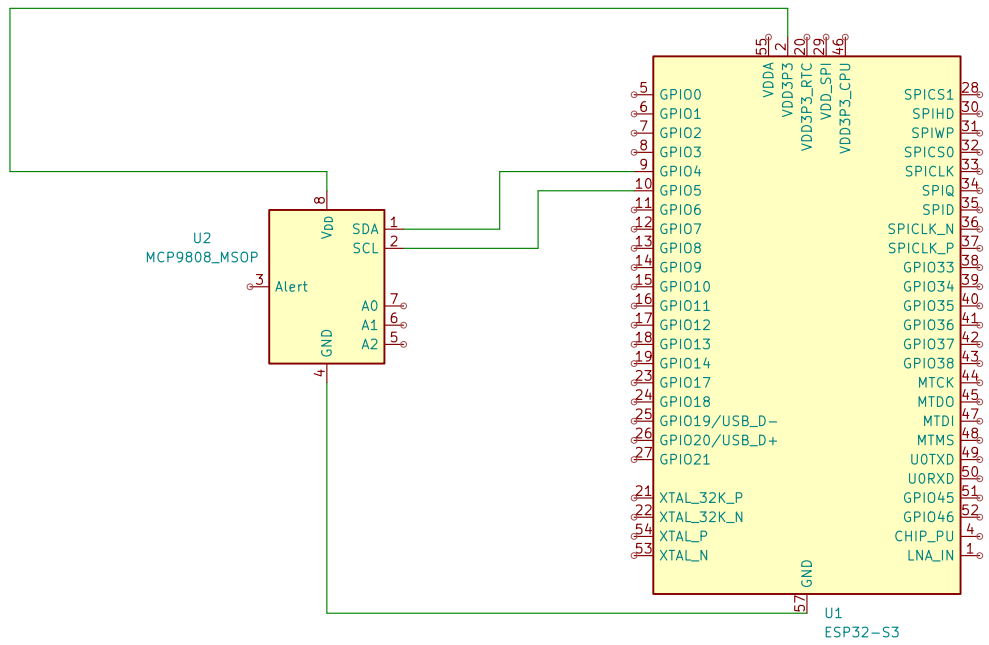 55
2
20
29
46
VDDA
VDD3P3
VDD3P3_RTC
VDD_SPI
VDD3P3_CPU
5 GPIO0 SPICS1 28
6 GPIO1 SPIHD 30
7 GPIO2 SPIWP 31
8 GPIO3 SPICS0 32
9 GPIO4 SPICLK 33
10 GPIO5 SPIQ 34
11 GPIO6 SPID 35
12 GPIO7 SPICLK_N 36
13 GPIO8 SPICLK_P 37
14 GPIO9 GPIO33 38
15 GPIO10 GPIO34 39
16 GPIO11 GPIO35 40
17 GPIO12 GPIO36 41
18 GPIO13 GPIO37 42
19 GPIO14 GPIO38 43
23 GPIO17 MTCK 44
24 GPIO18 MTDO 45
25 GPIO19/USB_D- MTDI 47
26 GPIO20/USB_D+ MTMS 48
27 GPIO21 U0TXD 49
U0RXD 50
21 XTAL_32K_P GPIO45 51
22 XTAL_32K_N GPIO46 52
54 XTAL_P CHIP_PU 4
53 XTAL_N LNA_IN 1
GND
57
U1
ESP32-S3
U2
MCP9808_MSOP
8
VDD
SDA 1
SCL 2
3 Alert
A0 7
A1 6
A2 5
GND
4